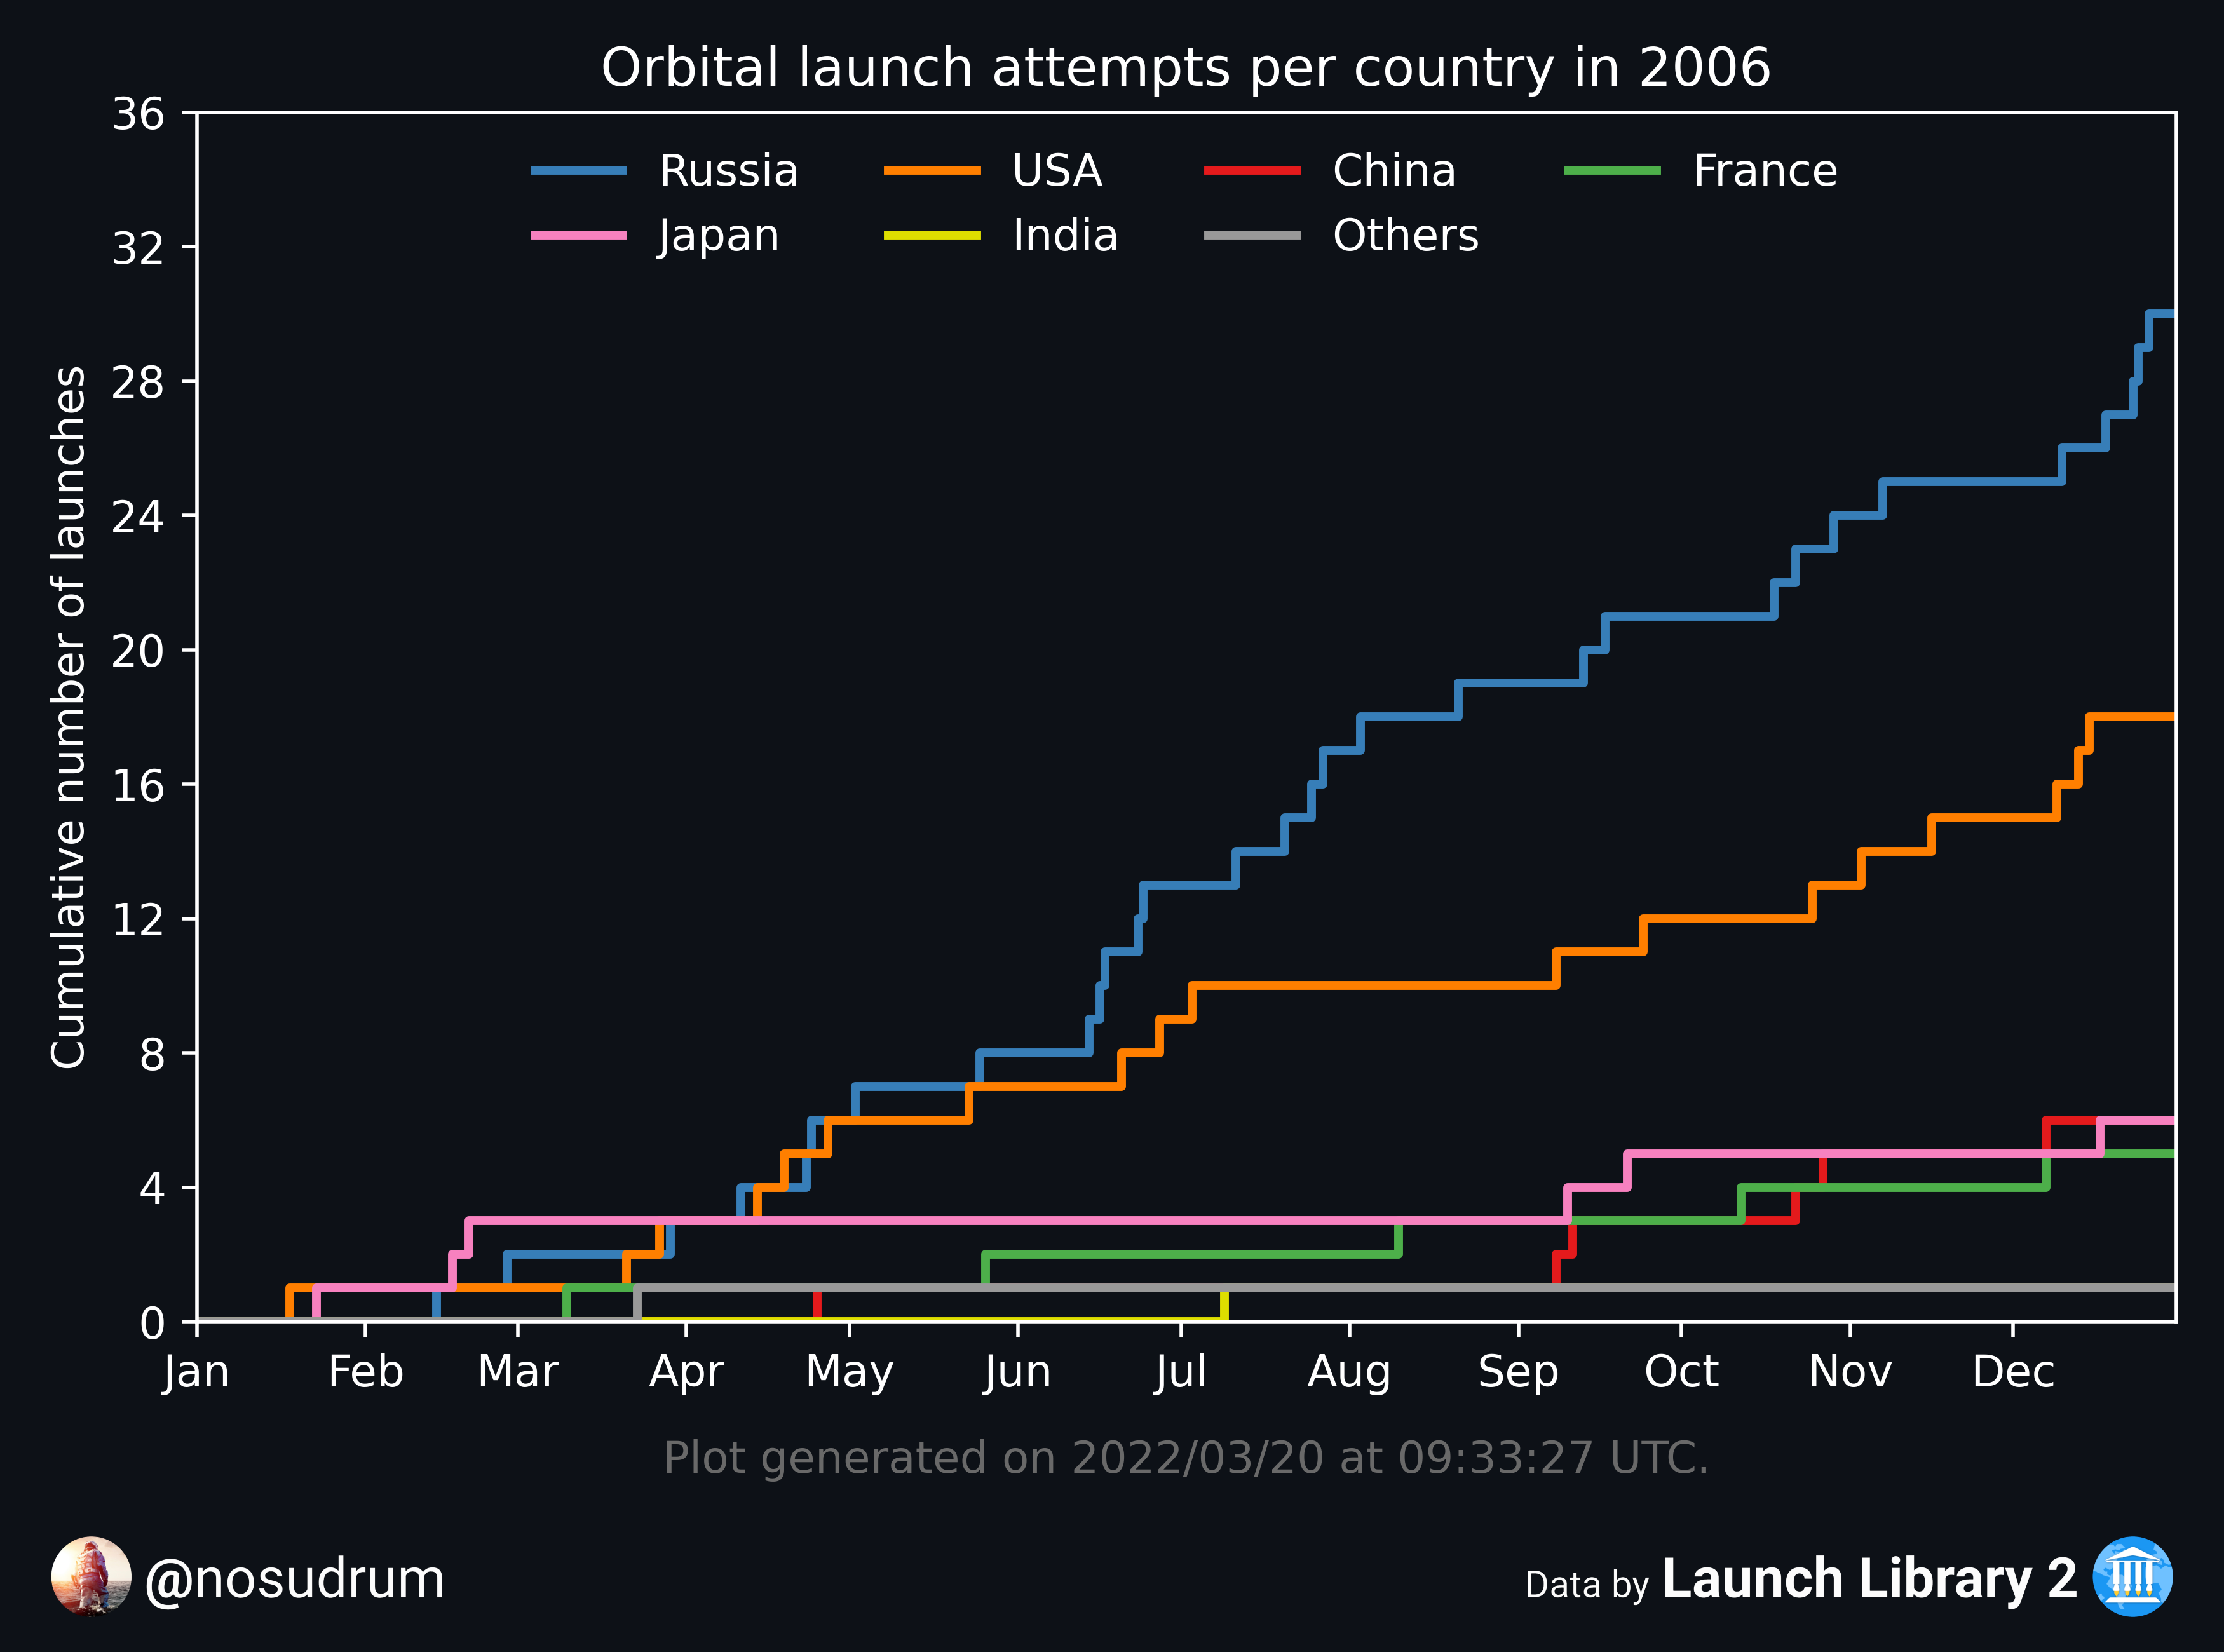 Orbital launch attempts per country in 2006
36
32
28
24
20
16
12
8
4
0
Cumulative number of launches
Russia USA China France
Japan India Others
Jan Feb Mar Apr May Jun Jul Aug Sep Oct Nov Dec
Plot generated on 2022/03/20 at 09:33:27 UTC.
@nosudrum
Data by Launch Library 2